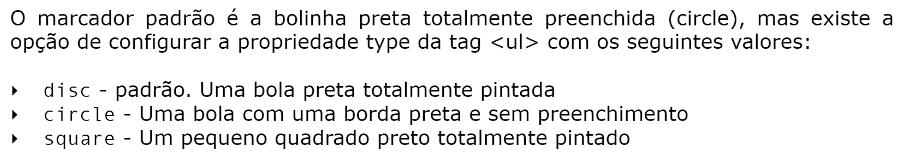 O marcador padrão é a bolinha preta totalmente preenchida (circle), mas existe a
opção de configurar a propriedade type da tag <ul> com os seguintes valores:
‣ disc - padrão. Uma bola preta totalmente pintada
‣ circle - Uma bola com uma borda preta e sem preenchimento
‣ square - Um pequeno quadrado preto totalmente pintado